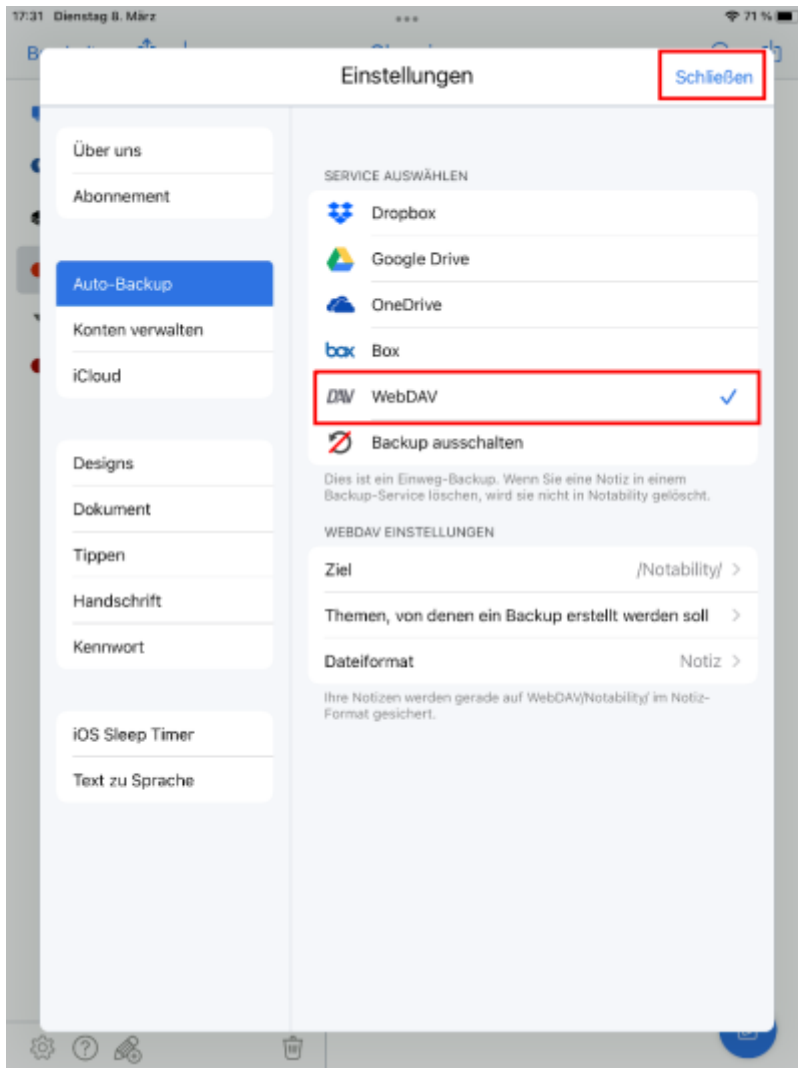 17:31 Dienstag 8. März
71 %
Einstellungen
Schließen
Über uns
Abonnement
Auto-Backup
Konten verwalten
iCloud
Designs
Dokument
Tippen
Handschrift
Kennwort
iOS Sleep Timer
Text zu Sprache
SERVICE AUSWÄHLEN
Dropbox
Google Drive
OneDrive
box Box
DAV WebDAV
Backup ausschalten
Dies ist ein Einweg-Backup. Wenn Sie eine Notiz in einem
Backup-Service löschen, wird sie nicht in Notability gelöscht.
WEBDAV EINSTELLUNGEN
Ziel /Notability/
Themen, von denen ein Backup erstellt werden soll
Dateiformat Notiz
Ihre Notizen werden gerade auf WebDAV/Notability/ im Notiz-
Format gesichert.